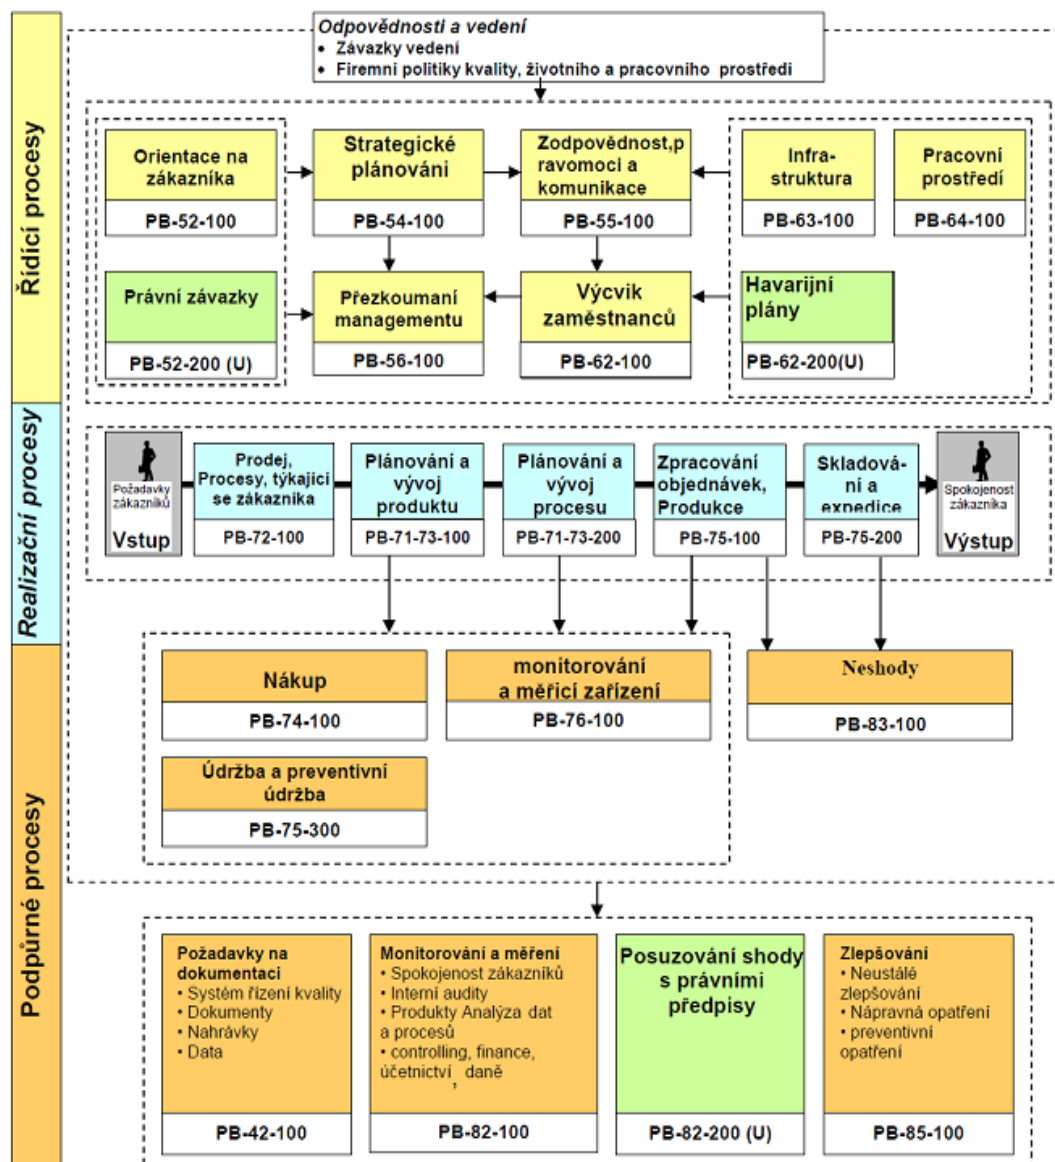 Odpovědnosti a vedení
• Závazky vedení
• Firemní politiky kvality, životního a pracovního prostředí
Řídící procesy
Orientace na
zákazníka
PB-52-100
Strategické
plánování
PB-54-100
Zodpovědnost,p
ravomoci a
komunikace
PB-55-100
Infra-
struktura
PB-63-100
Pracovní
prostředí
PB-64-100
Právní závazky
PB-52-200 (U)
Přezkoumaní
managementu
PB-56-100
Výcvik
zaměstnanců
PB-62-100
Havarijní
plány
PB-62-200(U)
Realizační procesy
Požadavky
zákazníků
Vstup
Prodej,
Procesy, týkající
se zákazníka
PB-72-100
Plánování a
vývoj
produktu
PB-71-73-100
Plánování a
vývoj
procesu
PB-71-73-200
Zpracování
objednávek,
Produkce
PB-75-100
Skladová-
ní a
expedice
PB-75-200
Spokojenost
zákazníka
Výstup
Podpůrné procesy
Nákup
PB-74-100
monitorování
a měřicí zařízení
PB-76-100
Neshody
PB-83-100
Údržba a preventivní
údržba
PB-75-300
Požadavky na
dokumentaci
• Systém řízení kvality
• Dokumenty
• Nahrávky
• Data
PB-42-100
Monitorování a měření
• Spokojenost zákazníků
• Interní audity
• Produkty Analýza dat
a procesů
• controlling, finance,
účetnictví, daně
PB-82-100
Posuzování shody
s právními
předpisy
PB-82-200 (U)
Zlepšování
• Neustálé
zlepšování
• Nápravná opatření
• preventivní
opatření
PB-85-100